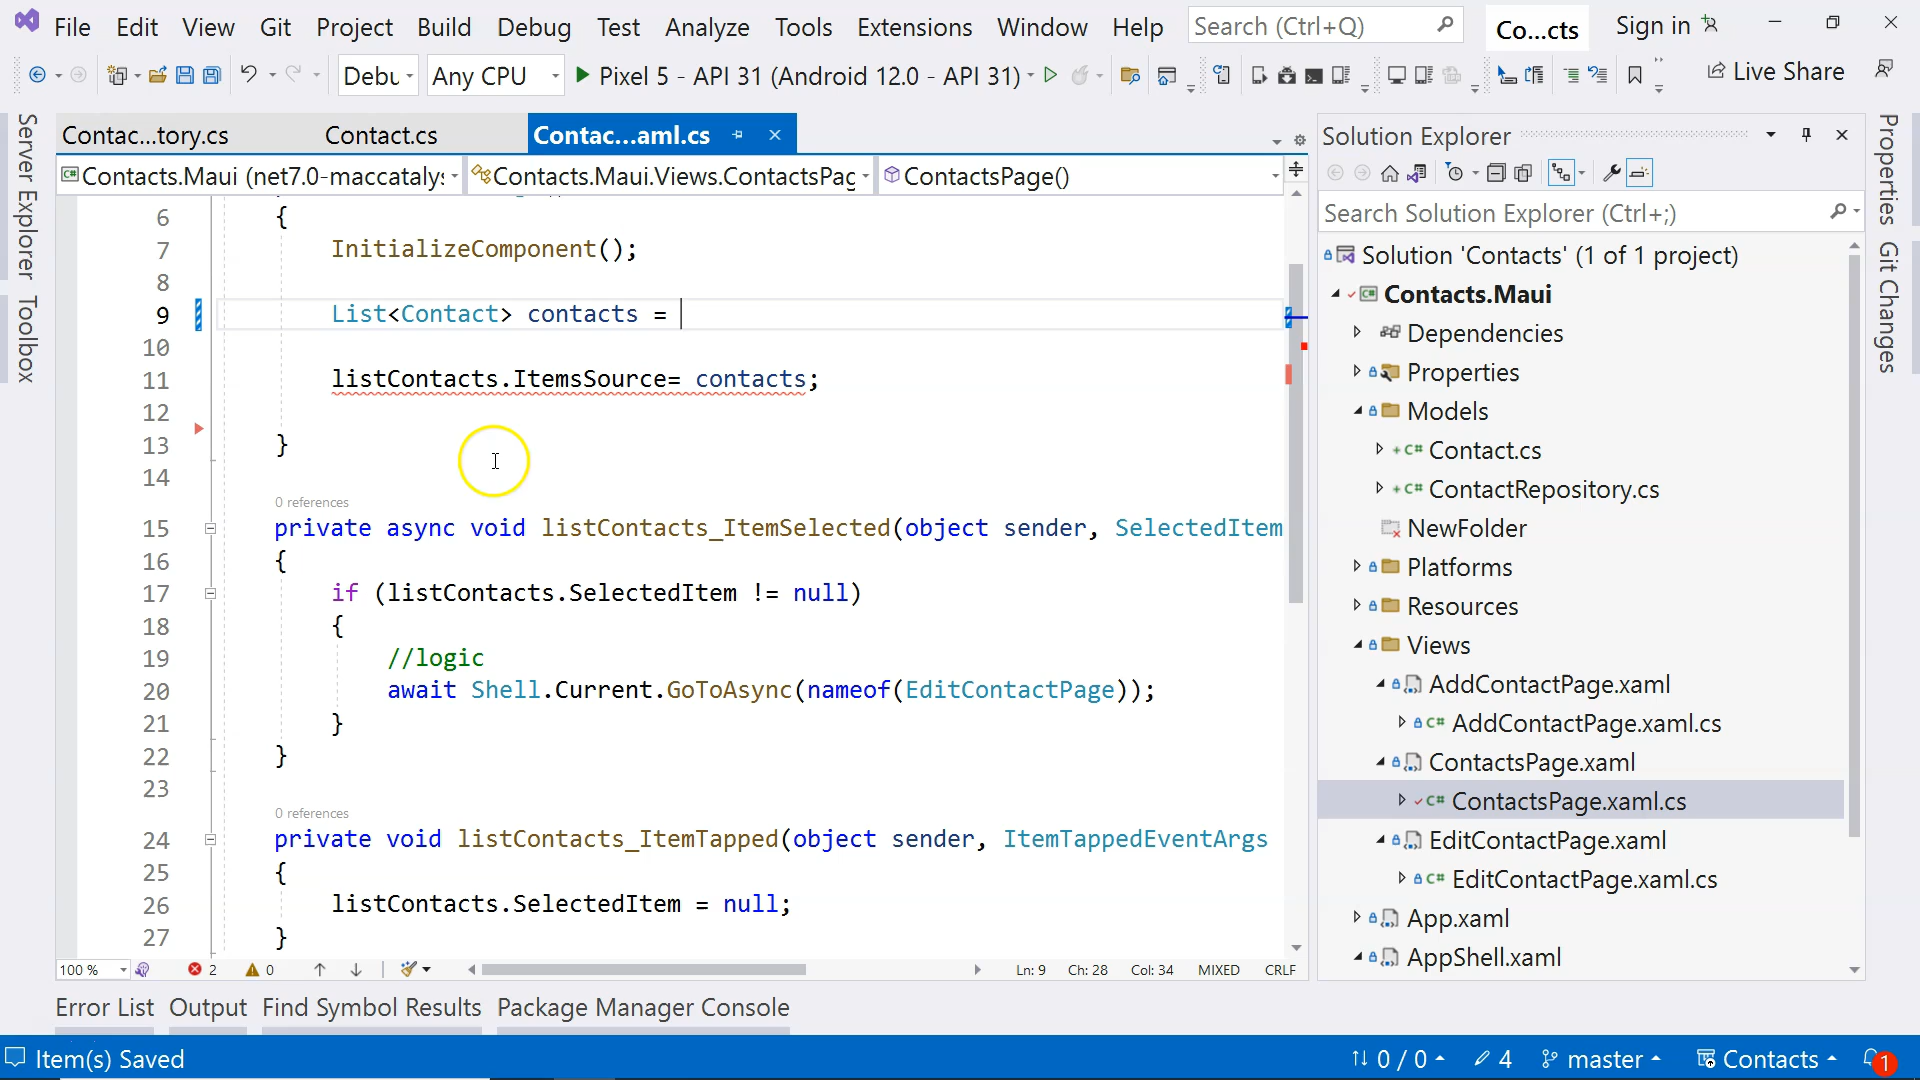 File Edit View Git Project Build Debug Test Analyze Tools Extensions Window Help Search (Ctrl+Q) Co...cts Sign in
Debu Any CPU Pixel 5 - API 31 (Android 12.0 - API 31) Live Share
Contac...tory.cs Contact.cs Contac...aml.cs
Contacts.Maui (net7.0-maccataly Contacts.Maui.Views.ContactsPag ContactsPage()
6 {
7 InitializeComponent();
8
9 List<Contact> contacts =
10
11 listContacts.ItemsSource= contacts;
12
13 }
14
0 references
15 private async void listContacts_ItemSelected(object sender, SelectedItem
16 {
17 if (listContacts.SelectedItem != null)
18 {
19 //logic
20 await Shell.Current.GoToAsync(nameof(EditContactPage));
21 }
22 }
23
0 references
24 private void listContacts_ItemTapped(object sender, ItemTappedEventArgs
25 {
26 listContacts.SelectedItem = null;
27 }
100 % 2 0 Ln: 9 Ch: 28 Col: 34 MIXED CRLF
Server Explorer
Toolbox
Solution Explorer
Search Solution Explorer (Ctrl+;)
Solution 'Contacts' (1 of 1 project)
C# Contacts.Maui
Dependencies
Properties
Models
C# Contact.cs
C# ContactRepository.cs
NewFolder
Platforms
Resources
Views
AddContactPage.xaml
C# AddContactPage.xaml.cs
ContactsPage.xaml
C# ContactsPage.xaml.cs
EditContactPage.xaml
C# EditContactPage.xaml.cs
App.xaml
AppShell.xaml
Properties
Git Changes
Error List Output Find Symbol Results Package Manager Console
Item(s) Saved 0 / 0 4 master Contacts 1